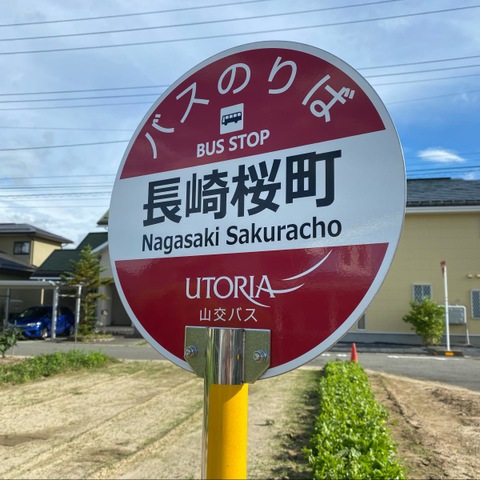 バスのりば
BUS STOP
長崎桜町
Nagasaki Sakuracho
UTORIA
山交バス